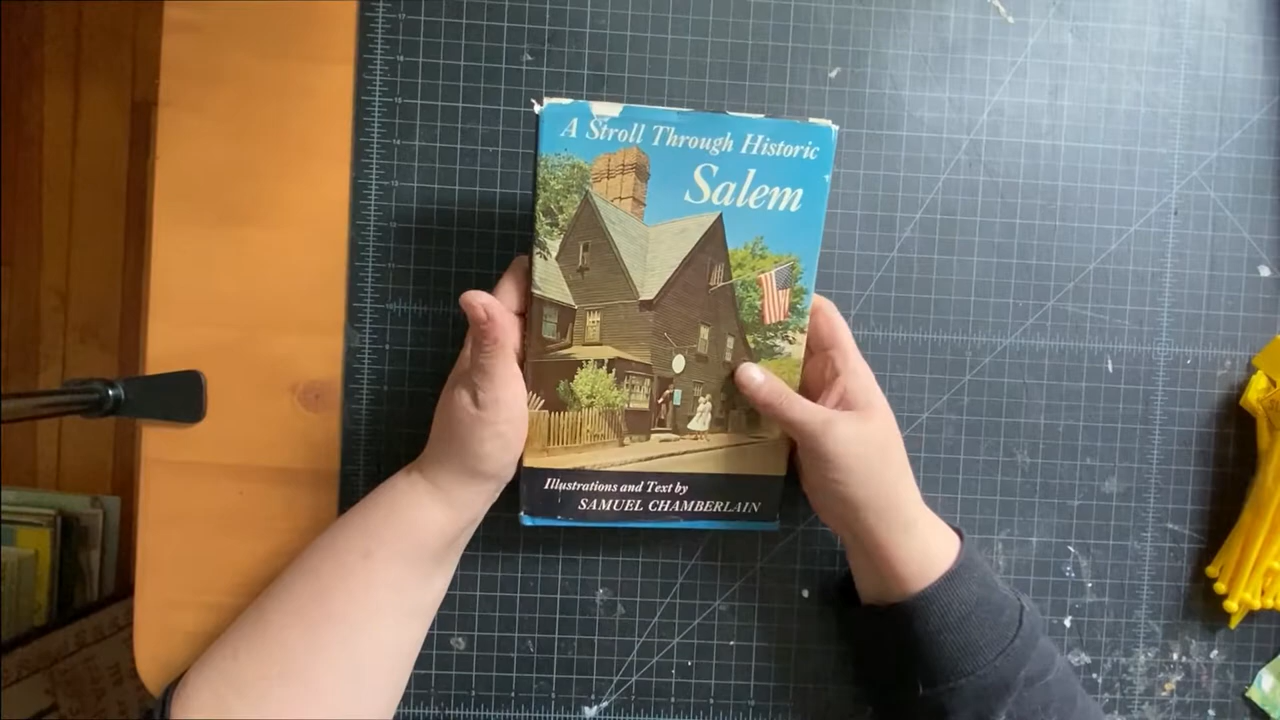 A Stroll Through Historic
Salem
Illustrations and Text by
SAMUEL CHAMBERLAIN